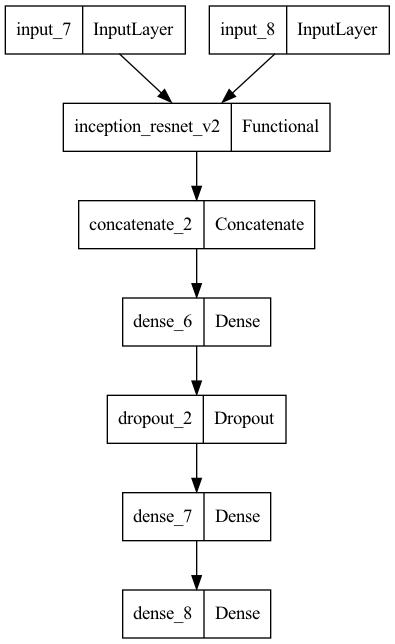 input_7 InputLayer input_8 InputLayer
inception_resnet_v2 Functional
concatenate_2 Concatenate
dense_6 Dense
dropout_2 Dropout
dense_7 Dense
dense_8 Dense